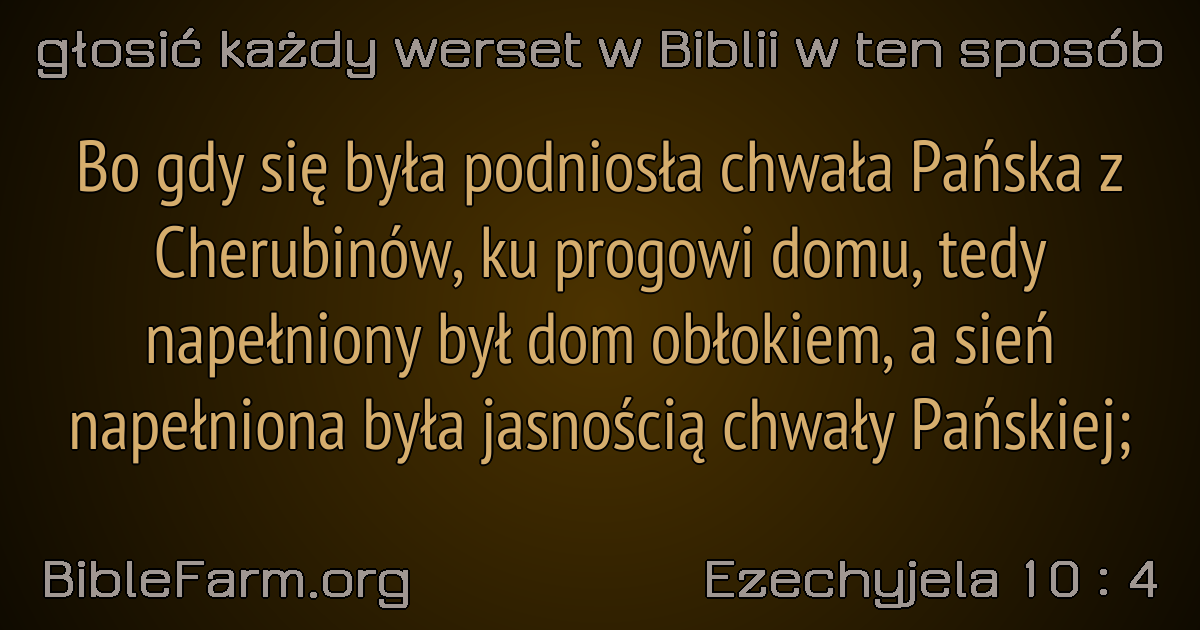 głosić każdy werset w Biblii w ten sposób
Bo gdy się była podniosła chwała Pańska z
Cherubinów, ku progowi domu, tedy
napełniony był dom obłokiem, a sień
napełniona była jasnością chwały Pańskiej;
BibleFarm.org
Ezechyjela 10 : 4